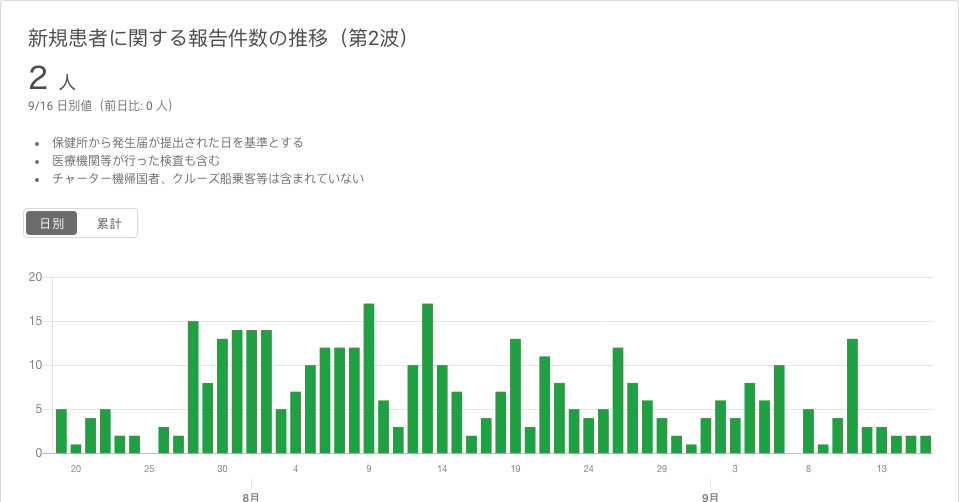 新規患者に関する報告件数の推移（第2波）
2 人
9/16 日別値（前日比: 0 人）
• 保健所から発生届が提出された日を基準とする
• 医療機関等が行った検査も含む
• チャーター機帰国者、クルーズ船乗客等は含まれていない
日別 累計
20
15
10
5
0
20 25 30 4 9 14 19 24 29 3 8 13
8月 9月